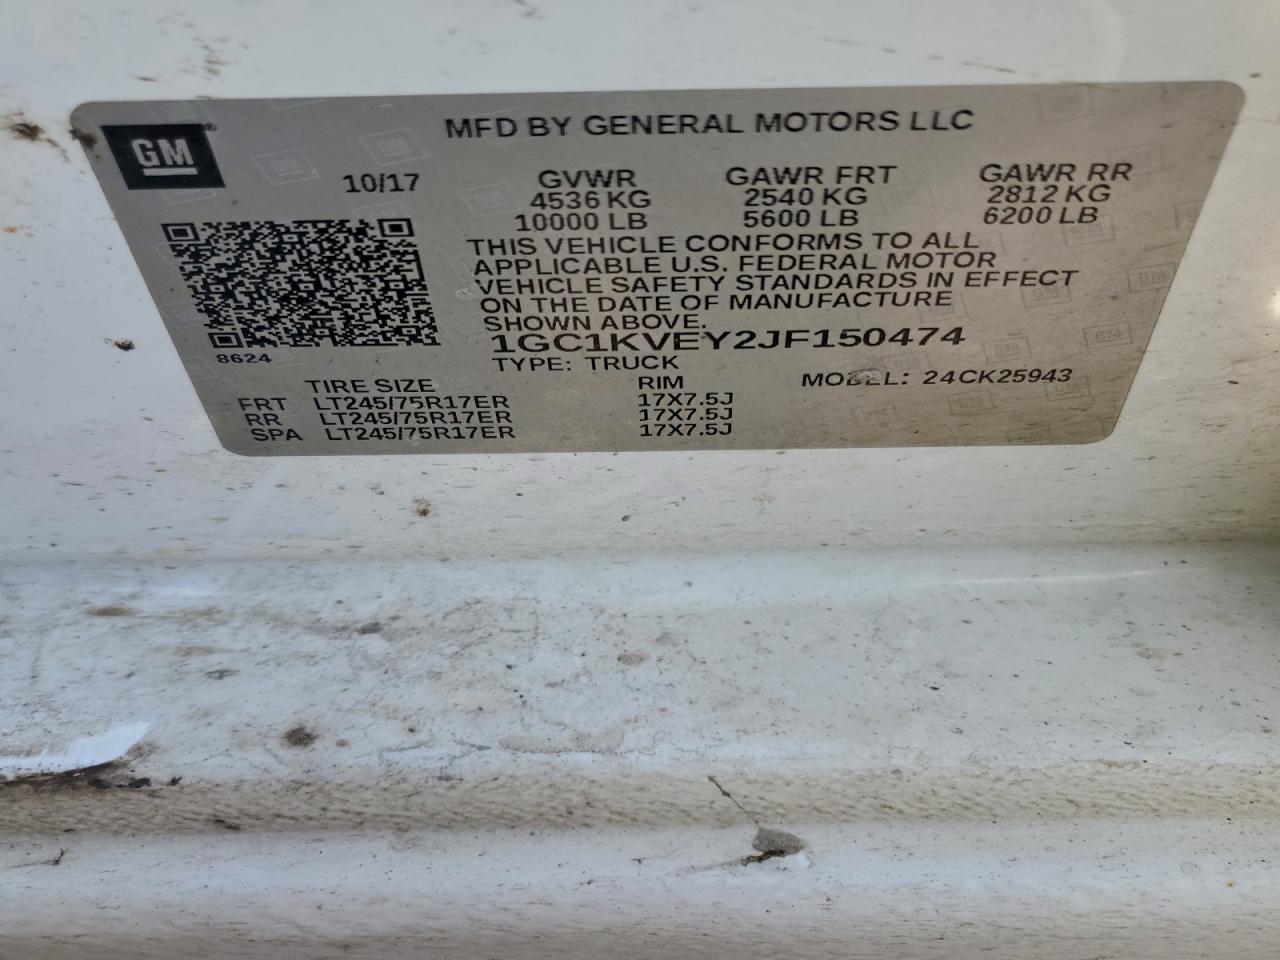 GM
MFD BY GENERAL MOTORS LLC
10/17
GVWR GAWR FRT GAWR RR
4536 KG 2540 KG 2812 KG
10000 LB 5600 LB 6200 LB
THIS VEHICLE CONFORMS TO ALL
APPLICABLE U.S. FEDERAL MOTOR
VEHICLE SAFETY STANDARDS IN EFFECT
ON THE DATE OF MANUFACTURE
SHOWN ABOVE.
1GC1KVEY2JF150474
8624
TYPE: TRUCK
TIRE SIZE RIM MODEL: 24CK25943
FRT LT245/75R17ER 17X7.5J
RR LT245/75R17ER 17X7.5J
SPA LT245/75R17ER 17X7.5J